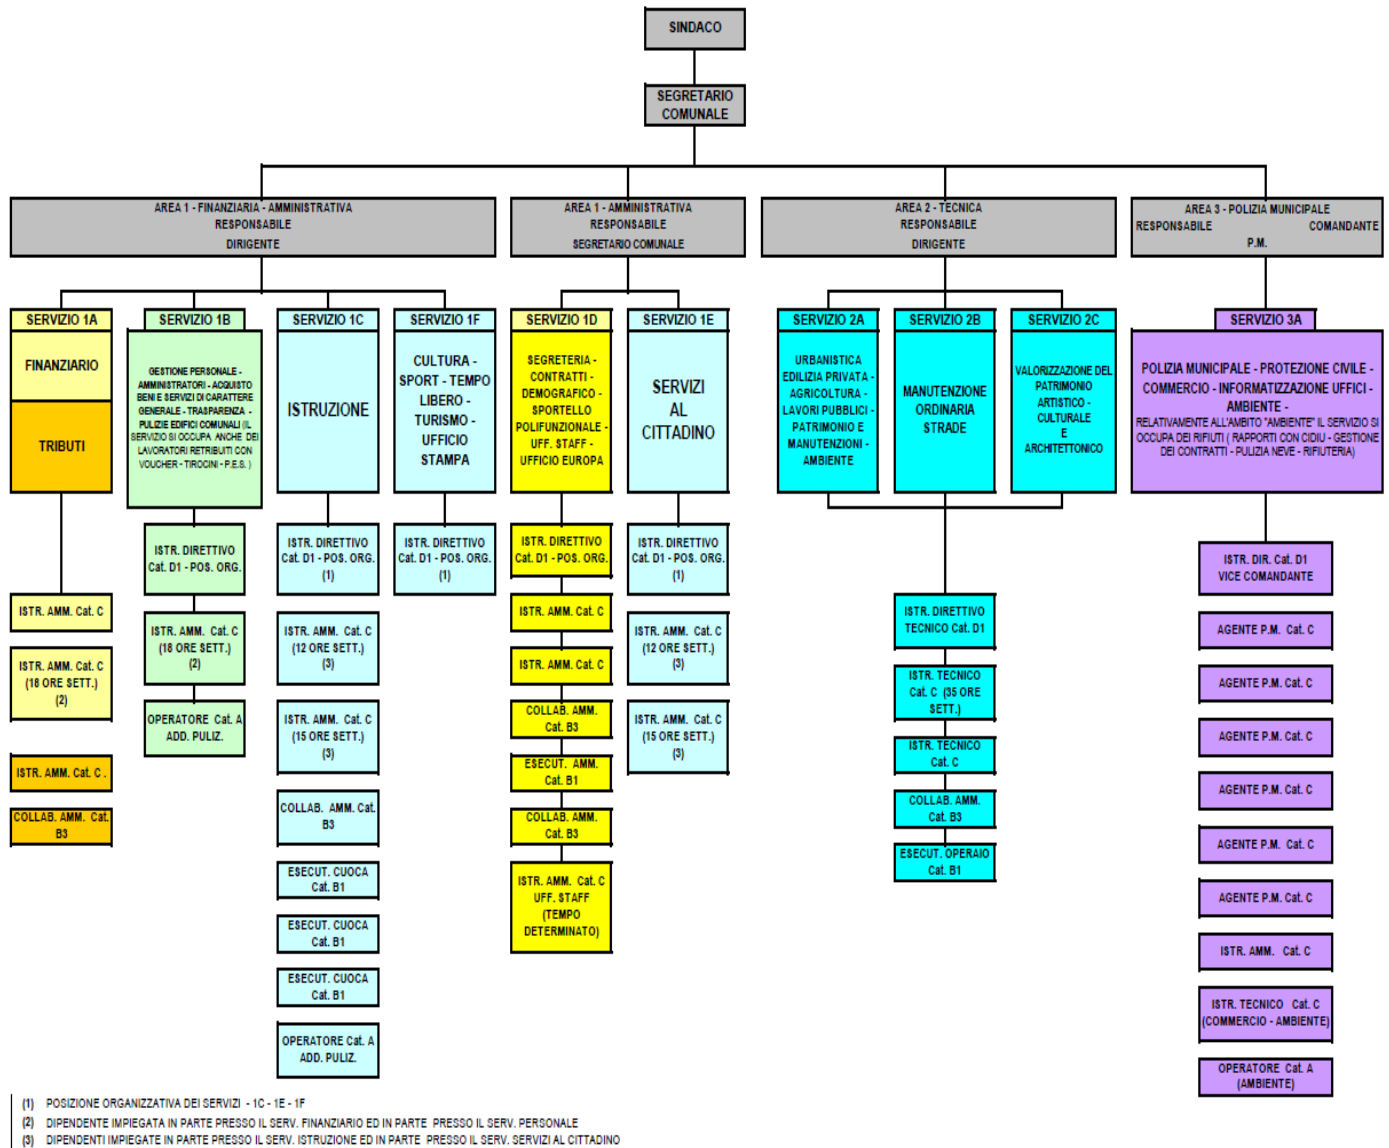 SINDACO
SEGRETARIO
COMUNALE
AREA 1 - FINANZIARIA - AMMINISTRATIVA
RESPONSABILE
DIRIGENTE
AREA 1 - AMMINISTRATIVA
RESPONSABILE
SEGRETARIO COMUNALE
AREA 2 - TECNICA
RESPONSABILE
DIRIGENTE
AREA 3 - POLIZIA MUNICIPALE
RESPONSABILE COMANDANTE
P.M.
SERVIZIO 1A
FINANZIARIO
TRIBUTI
ISTR. AMM. Cat. C
ISTR. AMM. Cat. C
(18 ORE SETT.)
(2)
ISTR. AMM. Cat. C .
COLLAB. AMM. Cat.
B3
SERVIZIO 1B
GESTIONE PERSONALE -
AMMINISTRATORI - ACQUISTO
BENI E SERVIZI DI CARATTERE
GENERALE - TRASPARENZA -
PULIZIE EDIFICI COMUNALI (IL
SERVIZIO SI OCCUPA ANCHE DEI
LAVORATORI RETRIBUITI CON
VOUCHER - TIROCINI - P.E.S. )
ISTR. DIRETTIVO
Cat. D1 - POS. ORG.
ISTR. AMM. Cat. C
(18 ORE SETT.)
(2)
OPERATORE Cat. A
ADD. PULIZ.
SERVIZIO 1C
ISTRUZIONE
ISTR. DIRETTIVO
Cat. D1 - POS. ORG.
(1)
ISTR. AMM. Cat. C
(12 ORE SETT.)
(3)
ISTR. AMM. Cat. C
(15 ORE SETT.)
(3)
COLLAB. AMM. Cat.
B3
ESECUT. CUOCA
Cat. B1
ESECUT. CUOCA
Cat. B1
ESECUT. CUOCA
Cat. B1
OPERATORE Cat. A
ADD. PULIZ.
SERVIZIO 1F
CULTURA -
SPORT - TEMPO
LIBERO -
TURISMO -
UFFICIO
STAMPA
ISTR. DIRETTIVO
Cat. D1 - POS. ORG.
(1)
SERVIZIO 1D
SEGRETERIA -
CONTRATTI -
DEMOGRAFICO -
SPORTELLO
POLIFUNZIONALE -
UFF. STAFF -
UFFICIO EUROPA
ISTR. DIRETTIVO
Cat. D1 - POS. ORG.
ISTR. AMM. Cat. C
ISTR. AMM. Cat. C
COLLAB. AMM.
Cat. B3
ESECUT. AMM.
Cat. B1
COLLAB. AMM.
Cat. B3
ISTR. AMM. Cat. C
UFF. STAFF
(TEMPO
DETERMINATO)
SERVIZIO 1E
SERVIZI
AL
CITTADINO
ISTR. DIRETTIVO
Cat. D1 - POS. ORG.
(1)
ISTR. AMM. Cat. C
(12 ORE SETT.)
(3)
ISTR. AMM. Cat. C
(15 ORE SETT.)
(3)
SERVIZIO 2A
URBANISTICA
EDILIZIA PRIVATA -
AGRICOLTURA -
LAVORI PUBBLICI -
PATRIMONIO E
MANUTENZIONI -
AMBIENTE
SERVIZIO 2B
MANUTENZIONE
ORDINARIA
STRADE
SERVIZIO 2C
VALORIZZAZIONE DEL
PATRIMONIO
ARTISTICO -
CULTURALE
E
ARCHITETTONICO
ISTR. DIRETTIVO
TECNICO Cat. D1
ISTR. TECNICO
Cat. C (35 ORE
SETT.)
ISTR. TECNICO
Cat. C
COLLAB. AMM.
Cat. B3
ESECUT. OPERAIO
Cat. B1
SERVIZIO 3A
POLIZIA MUNICIPALE - PROTEZIONE CIVILE -
COMMERCIO - INFORMATIZZAZIONE UFFICI -
AMBIENTE -
RELATIVAMENTE ALL'AMBITO "AMBIENTE" IL SERVIZIO SI
OCCUPA DEI RIFIUTI ( RAPPORTI CON CIDIU - GESTIONE
DEI CONTRATTI - PULIZIA NEVE - RIFIUTERIA)
ISTR. DIR. Cat. D1
VICE COMANDANTE
AGENTE P.M. Cat. C
AGENTE P.M. Cat. C
AGENTE P.M. Cat. C
AGENTE P.M. Cat. C
AGENTE P.M. Cat. C
AGENTE P.M. Cat. C
ISTR. AMM. Cat. C
ISTR. TECNICO Cat. C
(COMMERCIO - AMBIENTE)
OPERATORE Cat. A
(AMBIENTE)
(1) POSIZIONE ORGANIZZATIVA DEI SERVIZI - 1C - 1E - 1F
(2) DIPENDENTE IMPIEGATA IN PARTE PRESSO IL SERV. FINANZIARIO ED IN PARTE PRESSO IL SERV. PERSONALE
(3) DIPENDENTI IMPIEGATE IN PARTE PRESSO IL SERV. ISTRUZIONE ED IN PARTE PRESSO IL SERV. SERVIZI AL CITTADINO